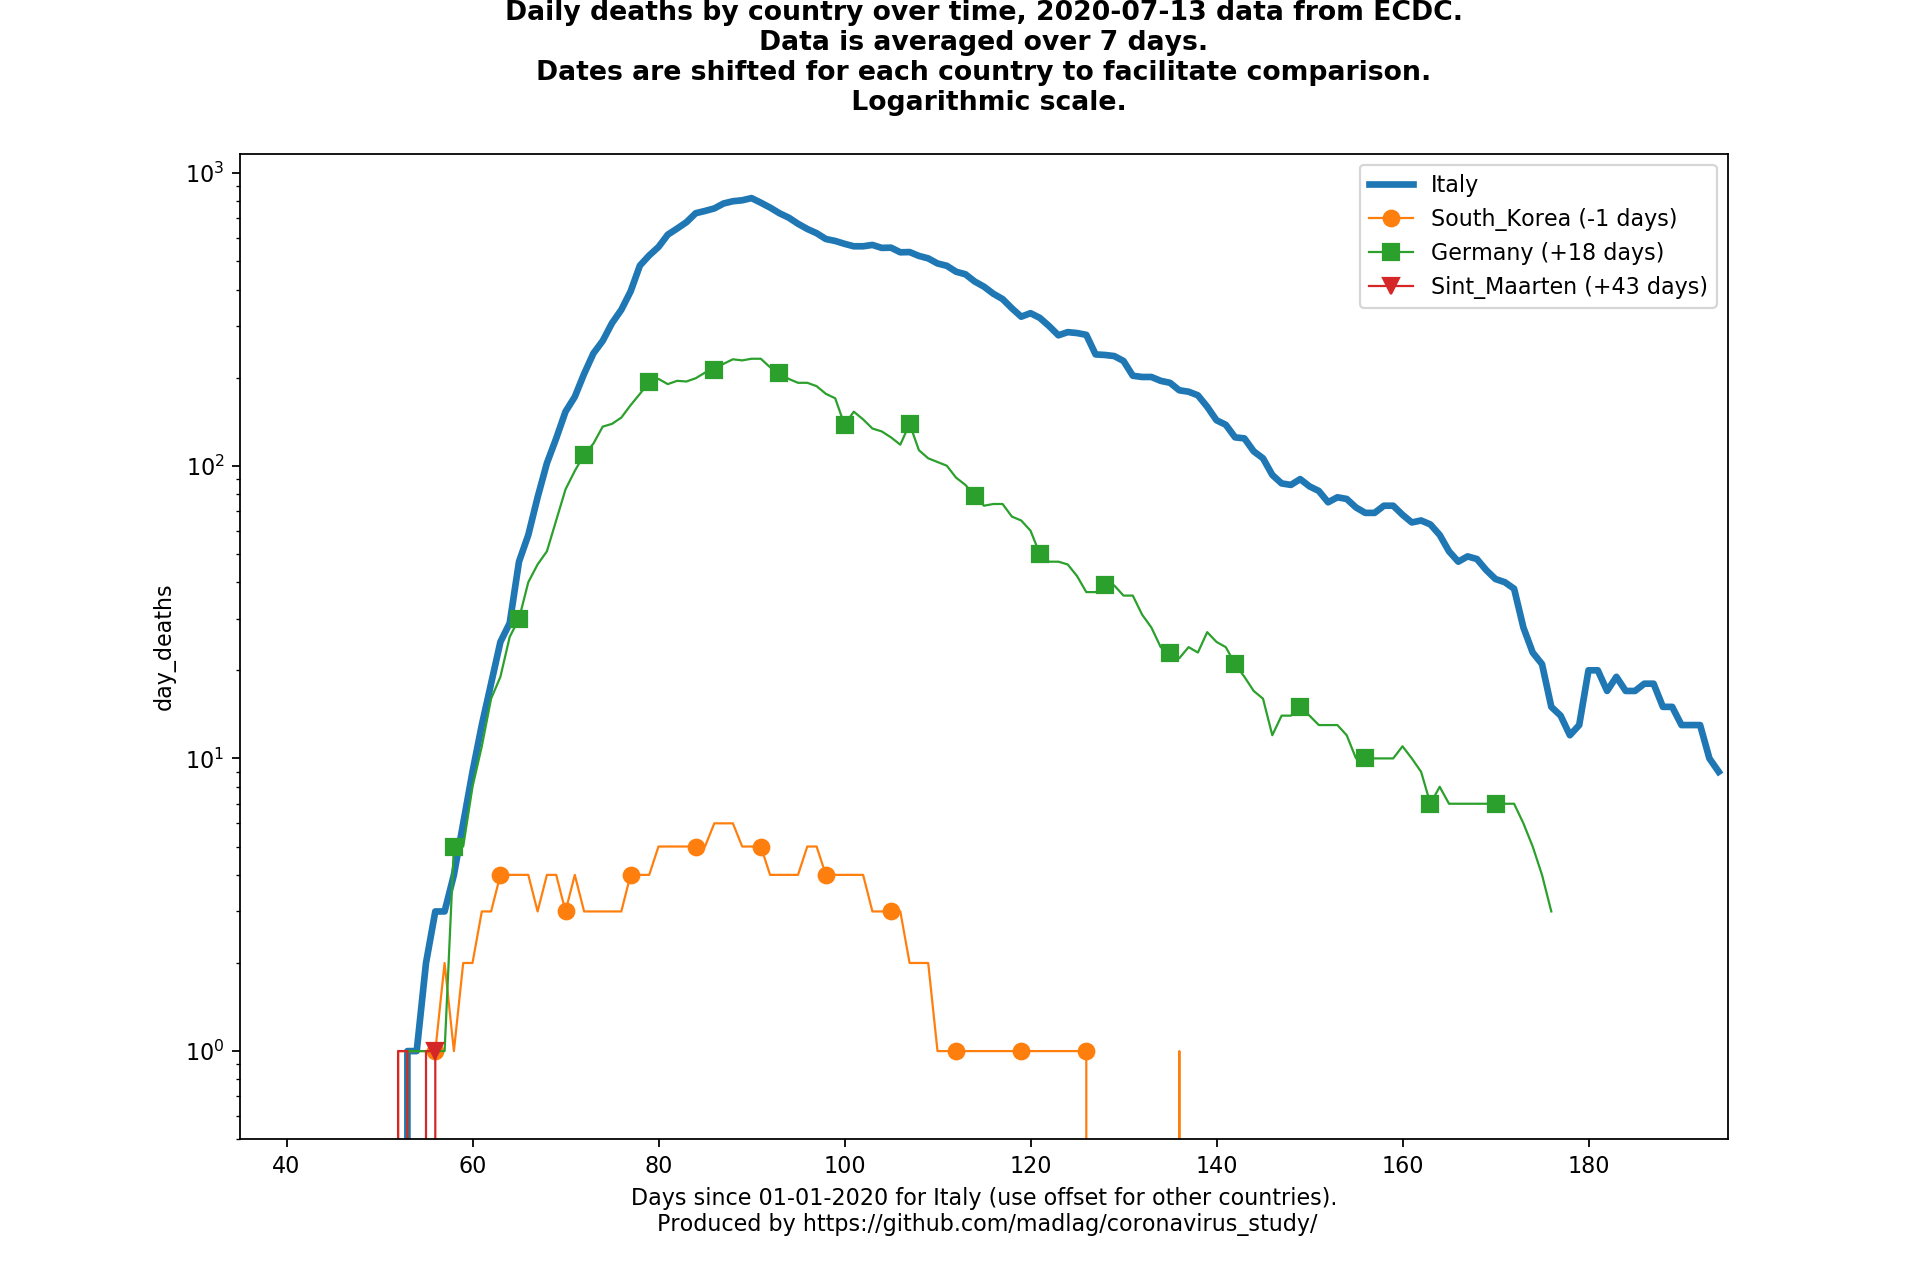 Daily deaths by country over time, 2020-07-13 data from ECDC.
Data is averaged over 7 days.
Dates are shifted for each country to facilitate comparison.
Logarithmic scale.
10³
10²
10¹
10⁰
day_deaths
Italy
South_Korea (-1 days)
Germany (+18 days)
Sint_Maarten (+43 days)
40 60 80 100 120 140 160 180
Days since 01-01-2020 for Italy (use offset for other countries).
Produced by https://github.com/madlag/coronavirus_study/